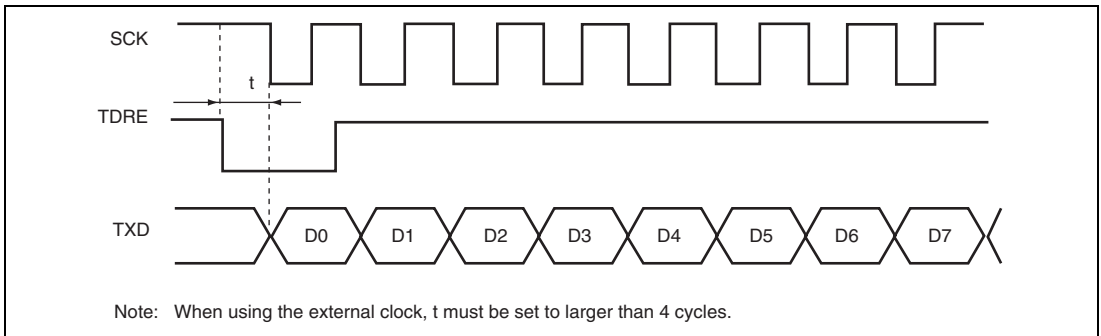 SCK
t
TDRE
TXD D0 D1 D2 D3 D4 D5 D6 D7
Note: When using the external clock, t must be set to larger than 4 cycles.